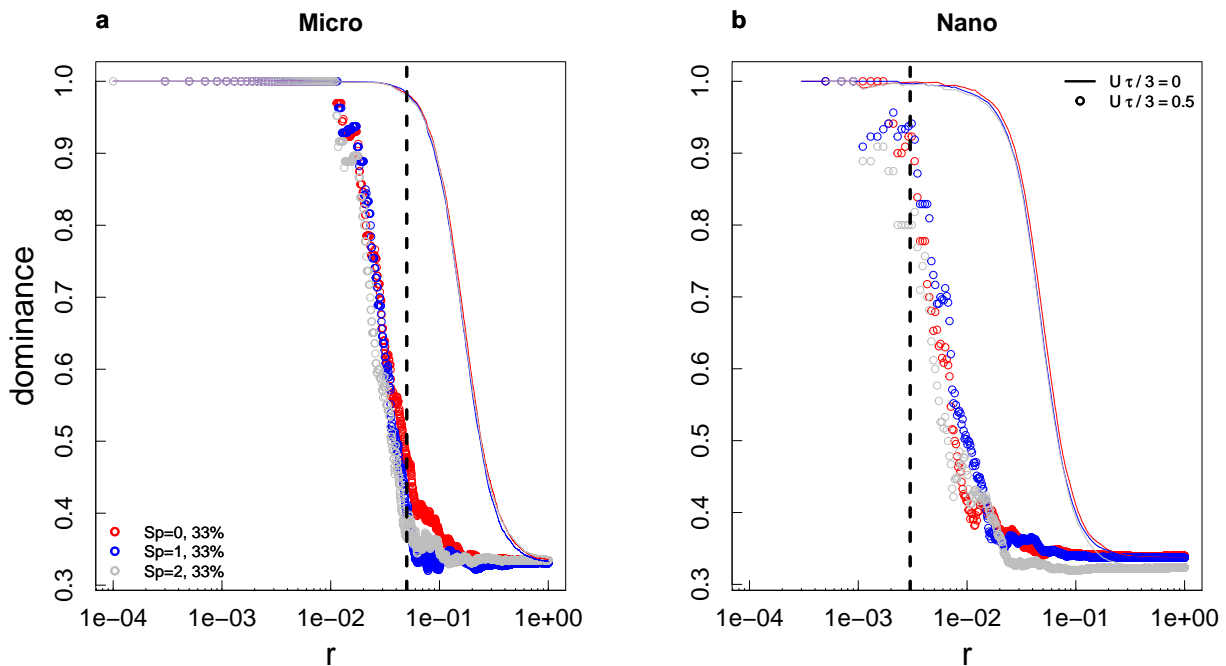 a
Micro
dominance
1.0
0.9
0.8
0.7
0.6
0.5
0.4
0.3
Sp=0, 33%
Sp=1, 33%
Sp=2, 33%
1e−04
1e−03
1e−02
1e−01
1e+00
r
b
Nano
1.0
0.9
0.8
0.7
0.6
0.5
0.4
0.3
U τ / 3 = 0
U τ / 3 = 0.5
1e−04
1e−03
1e−02
1e−01
1e+00
r